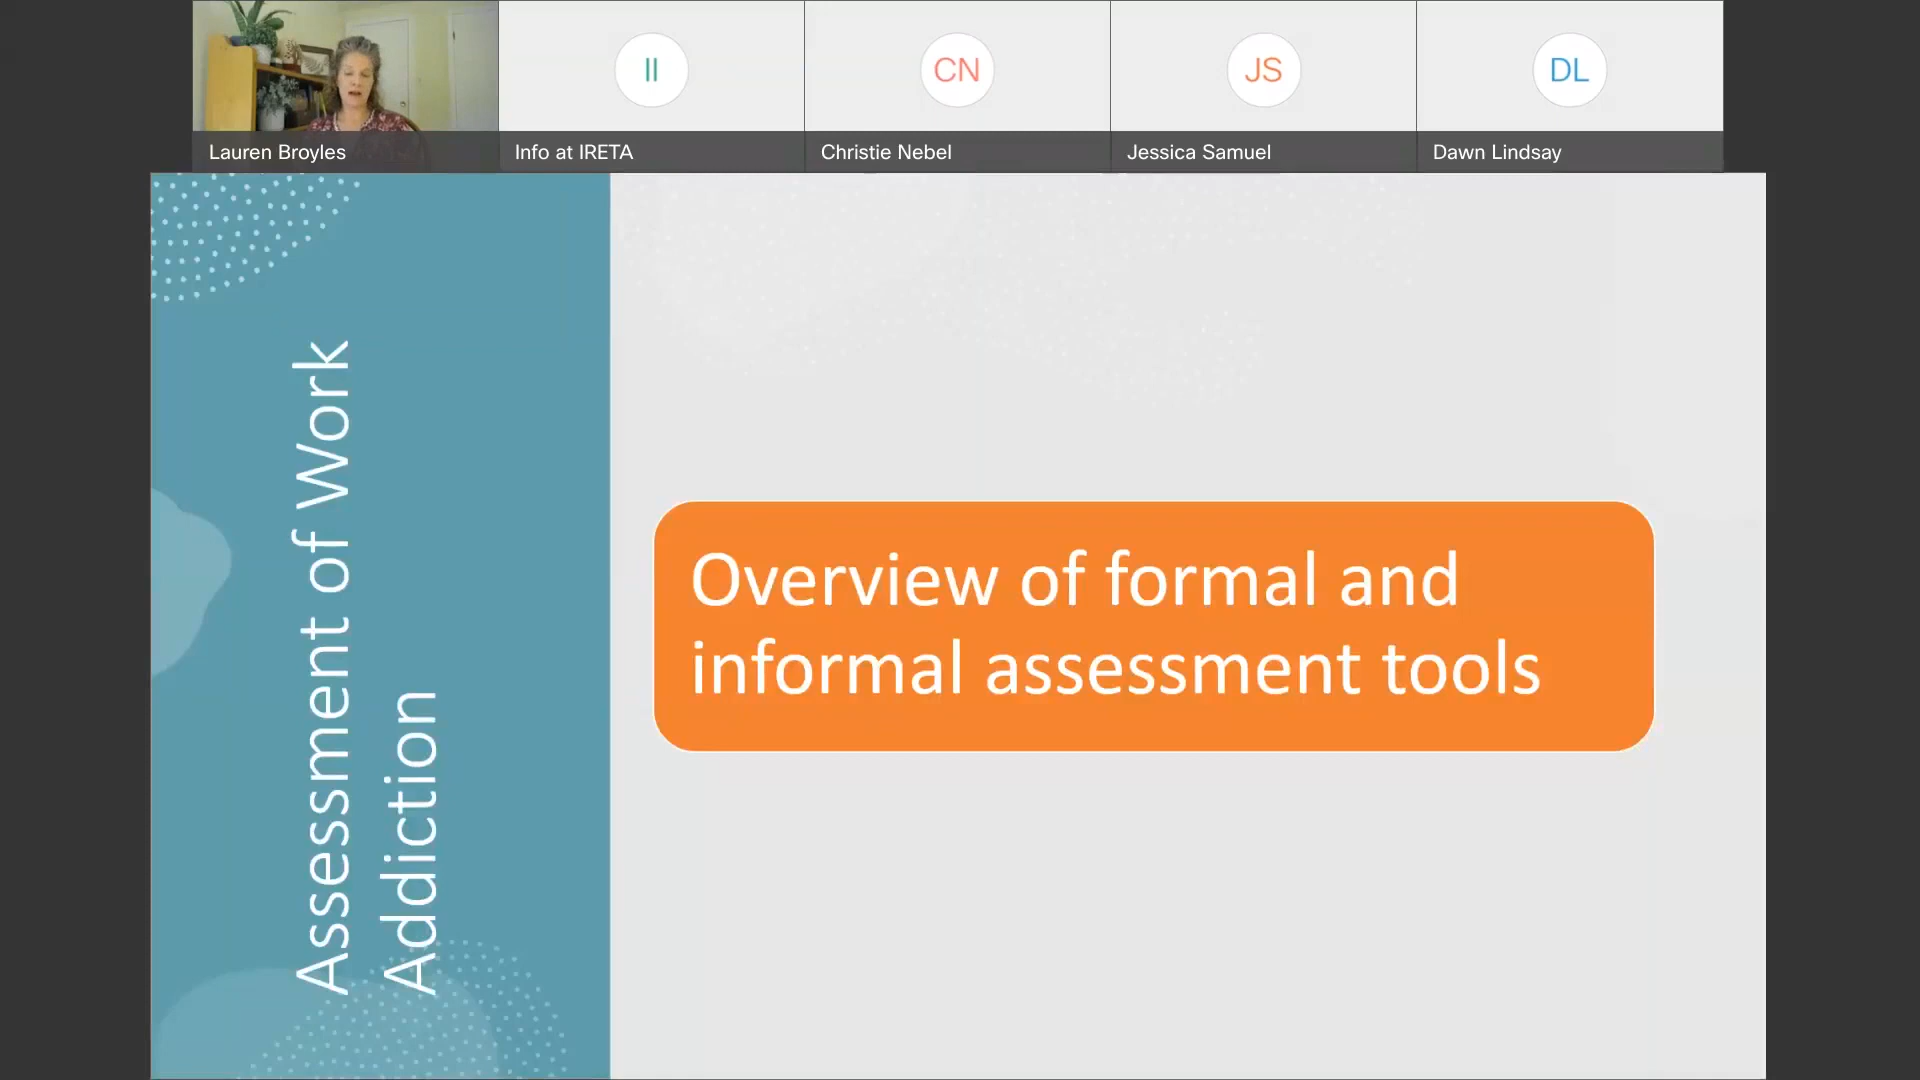 II
CN
JS
DL
Lauren Broyles
Info at IRETA
Christie Nebel
Jessica Samuel
Dawn Lindsay
Assessment of Work
Addiction
Overview of formal and
informal assessment tools